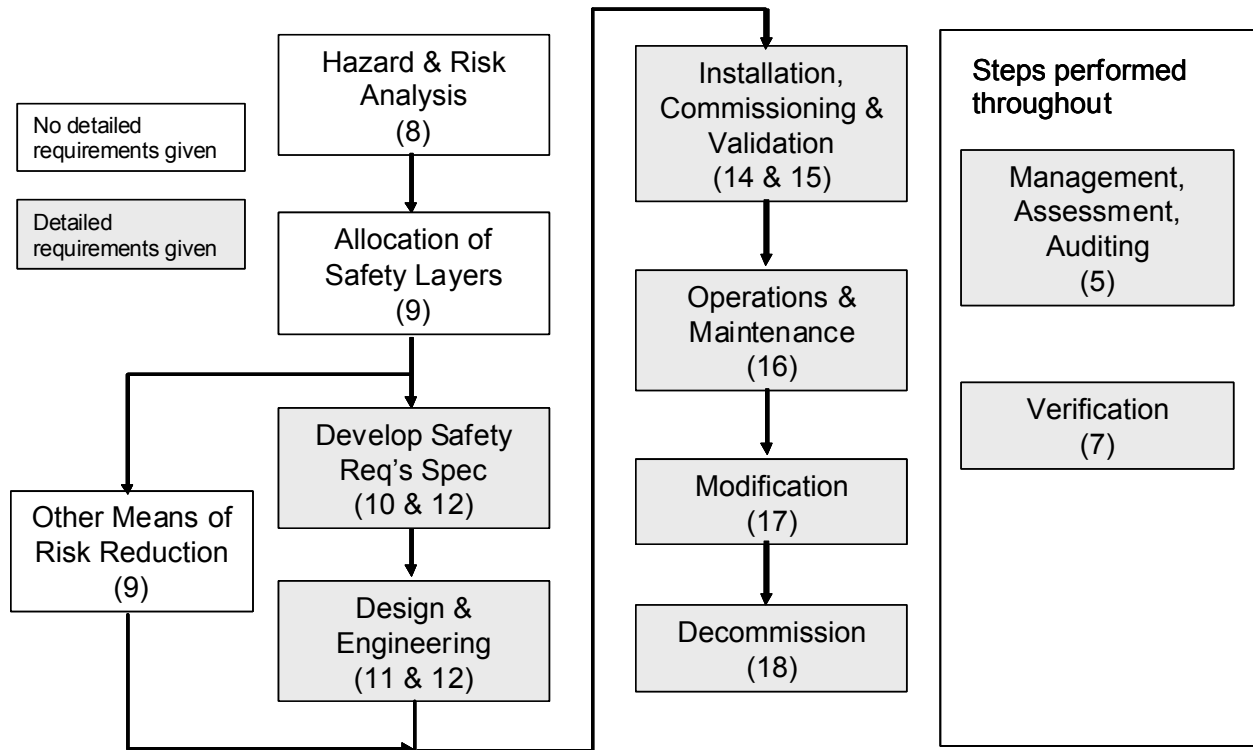 No detailed
requirements given
Detailed
requirements given
Hazard & Risk
Analysis
(8)
Allocation of
Safety Layers
(9)
Other Means of
Risk Reduction
(9)
Develop Safety
Req's Spec
(10 & 12)
Design &
Engineering
(11 & 12)
Installation,
Commissioning &
Validation
(14 & 15)
Operations &
Maintenance
(16)
Modification
(17)
Decommission
(18)
Steps performed
throughout
Management,
Assessment,
Auditing
(5)
Verification
(7)